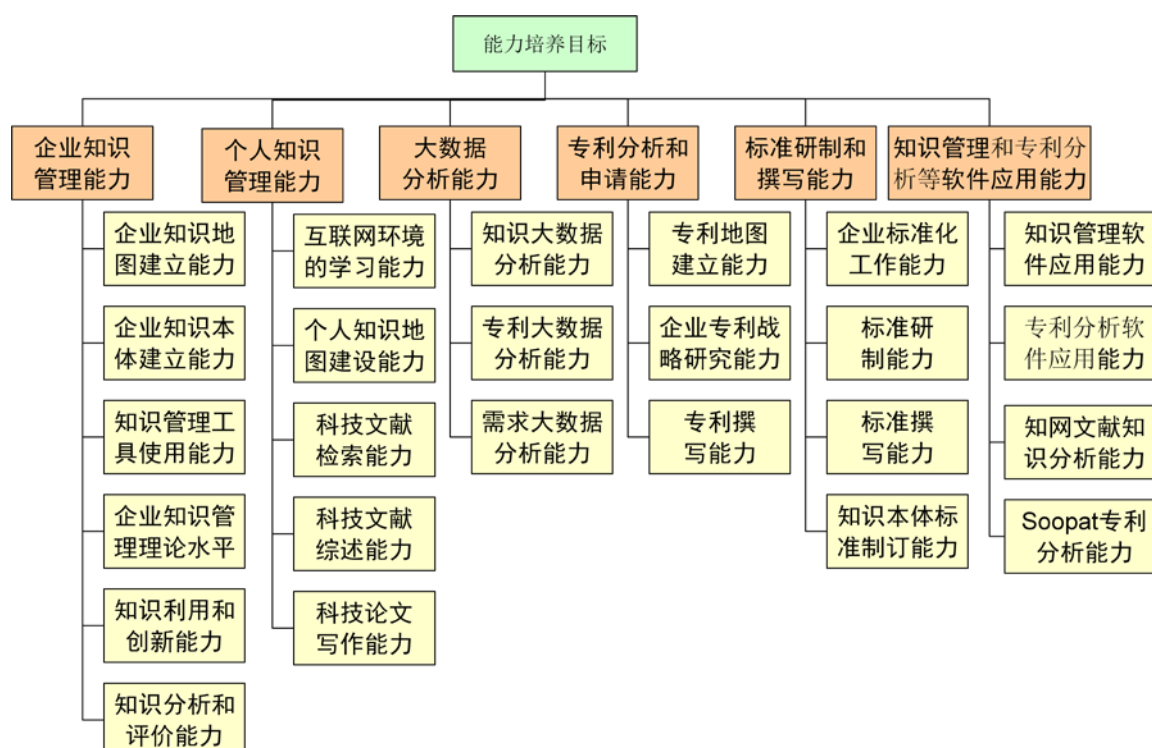 能力培养目标
企业知识
管理能力
个人知识
管理能力
大数据
分析能力
专利分析和
申请能力
标准研制和
撰写能力
知识管理和专利分
析等软件应用能力
企业知识地
图建立能力
企业知识本
体建立能力
知识管理工
具使用能力
企业知识管
理理论水平
知识利用和
创新能力
知识分析和
评价能力
互联网环境
的学习能力
个人知识地
图建设能力
科技文献
检索能力
科技文献
综述能力
科技论文
写作能力
知识大数据
分析能力
专利大数据
分析能力
需求大数据
分析能力
专利地图
建立能力
企业专利战
略研究能力
专利撰
写能力
企业标准化
工作能力
标准研
制能力
标准撰
写能力
知识本体标
准制订能力
知识管理软
件应用能力
专利分析软
件应用能力
知网文献知
识分析能力
Soopat专利
分析能力